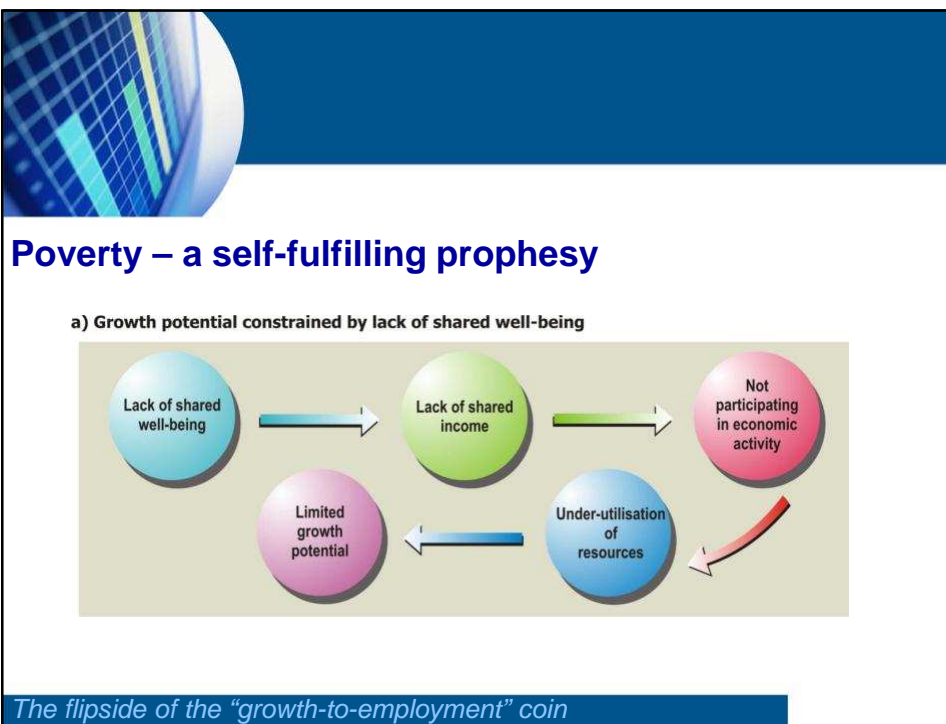 Poverty – a self-fulfilling prophesy
a) Growth potential constrained by lack of shared well-being
Lack of shared
well-being
Lack of shared
income
Not
participating
in economic
activity
Under-utilisation
of
resources
Limited
growth
potential
The flipside of the “growth-to-employment” coin